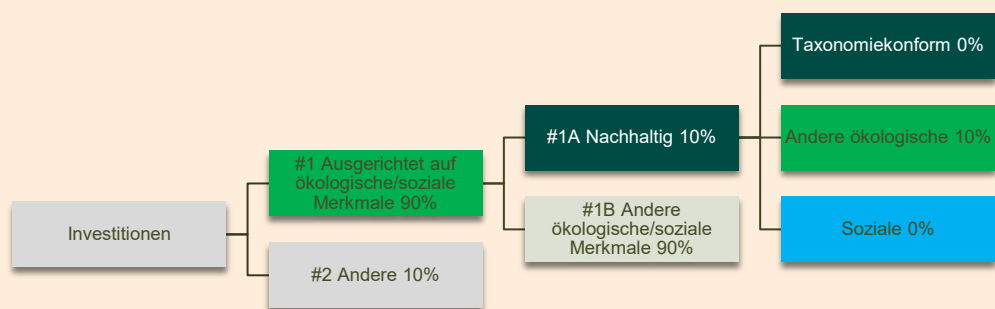 Investitionen
#1 Ausgerichtet auf
ökologische/soziale
Merkmale 90%
#2 Andere 10%
#1A Nachhaltig 10%
#1B Andere
ökologische/soziale
Merkmale 90%
Taxonomiekonform 0%
Andere ökologische 10%
Soziale 0%